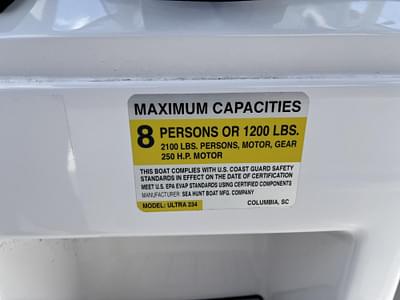 MAXIMUM CAPACITIES
8 PERSONS OR 1200 LBS.
2100 LBS. PERSONS, MOTOR, GEAR
250 H.P. MOTOR
THIS BOAT COMPLIES WITH U.S. COAST GUARD SAFETY
STANDARDS IN EFFECT ON THE DATE OF CERTIFICATION
MEET U.S. EPA EVAP STANDARDS USING CERTIFIED COMPONENTS
MANUFACTURER: SEA HUNT BOAT MFG. COMPANY
MODEL: ULTRA 234 COLUMBIA, SC